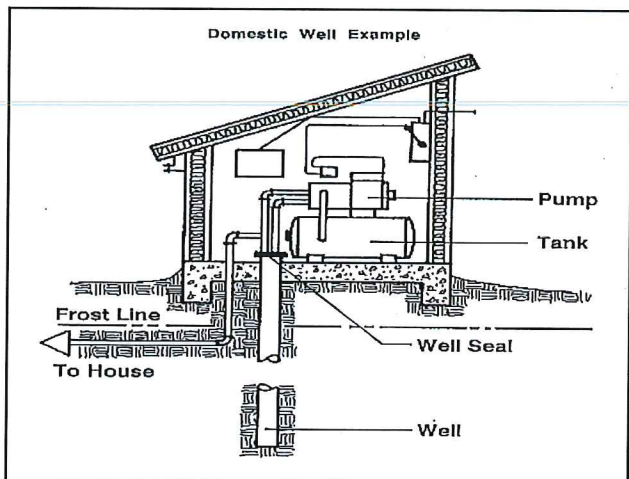 Domestic Well Example
Pump
Tank
Frost Line
Well Seal
To House
Well